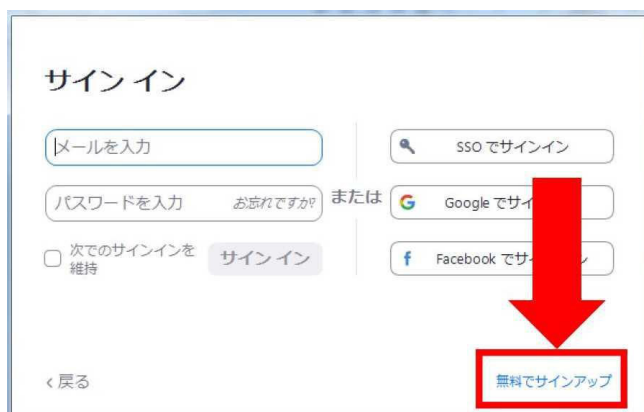 サイン イン
メールを入力
パスワードを入力 お忘れですか?
次でのサインインを
維持
サイン イン
または
SSO でサインイン
Google でサイ
Facebook でサイ ン
< 戻る
無料でサインアップ